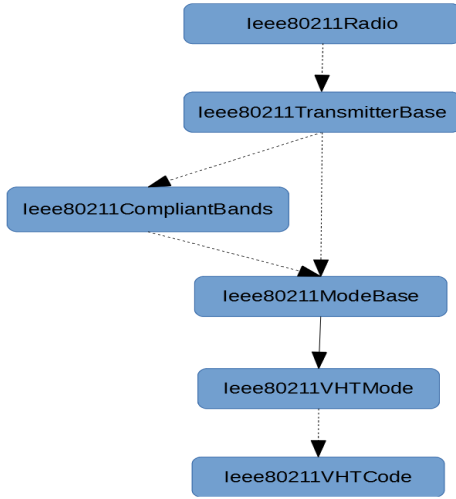 Ieee80211Radio
Ieee80211TransmitterBase
Ieee80211CompliantBands
Ieee80211ModeBase
Ieee80211VHTMode
Ieee80211VHTCode